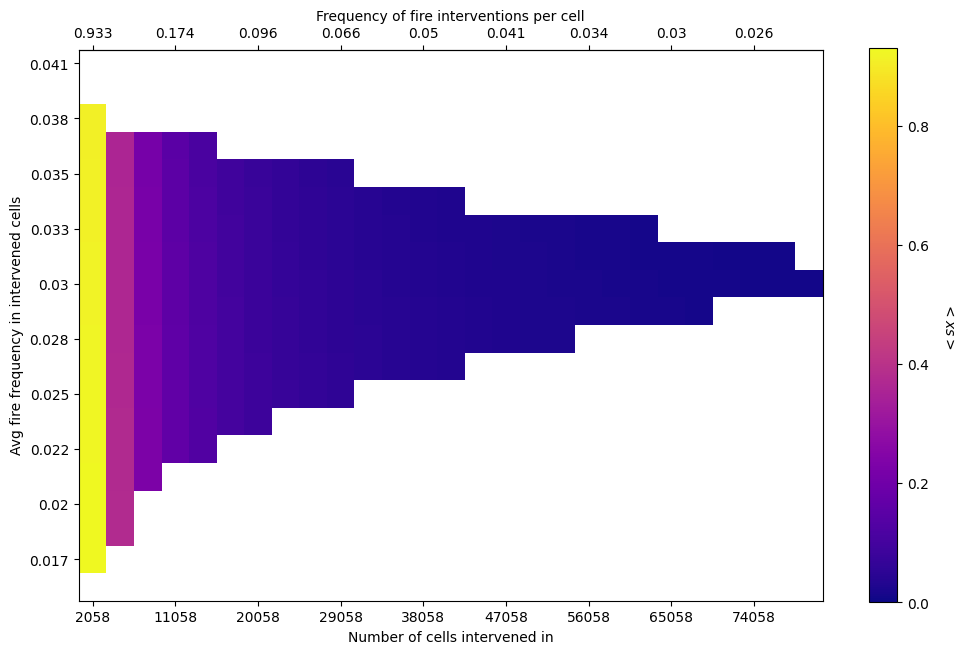 Frequency of fire interventions per cell
0.933 0.174 0.096 0.066 0.05 0.041 0.034 0.03 0.026
Avg fire frequency in intervened cells
0.041
0.038
0.035
0.033
0.03
0.028
0.025
0.022
0.02
0.017
2058 11058 20058 29058 38058 47058 56058 65058 74058
Number of cells intervened in
0.8
0.6
0.4
0.2
0.0
< sx >